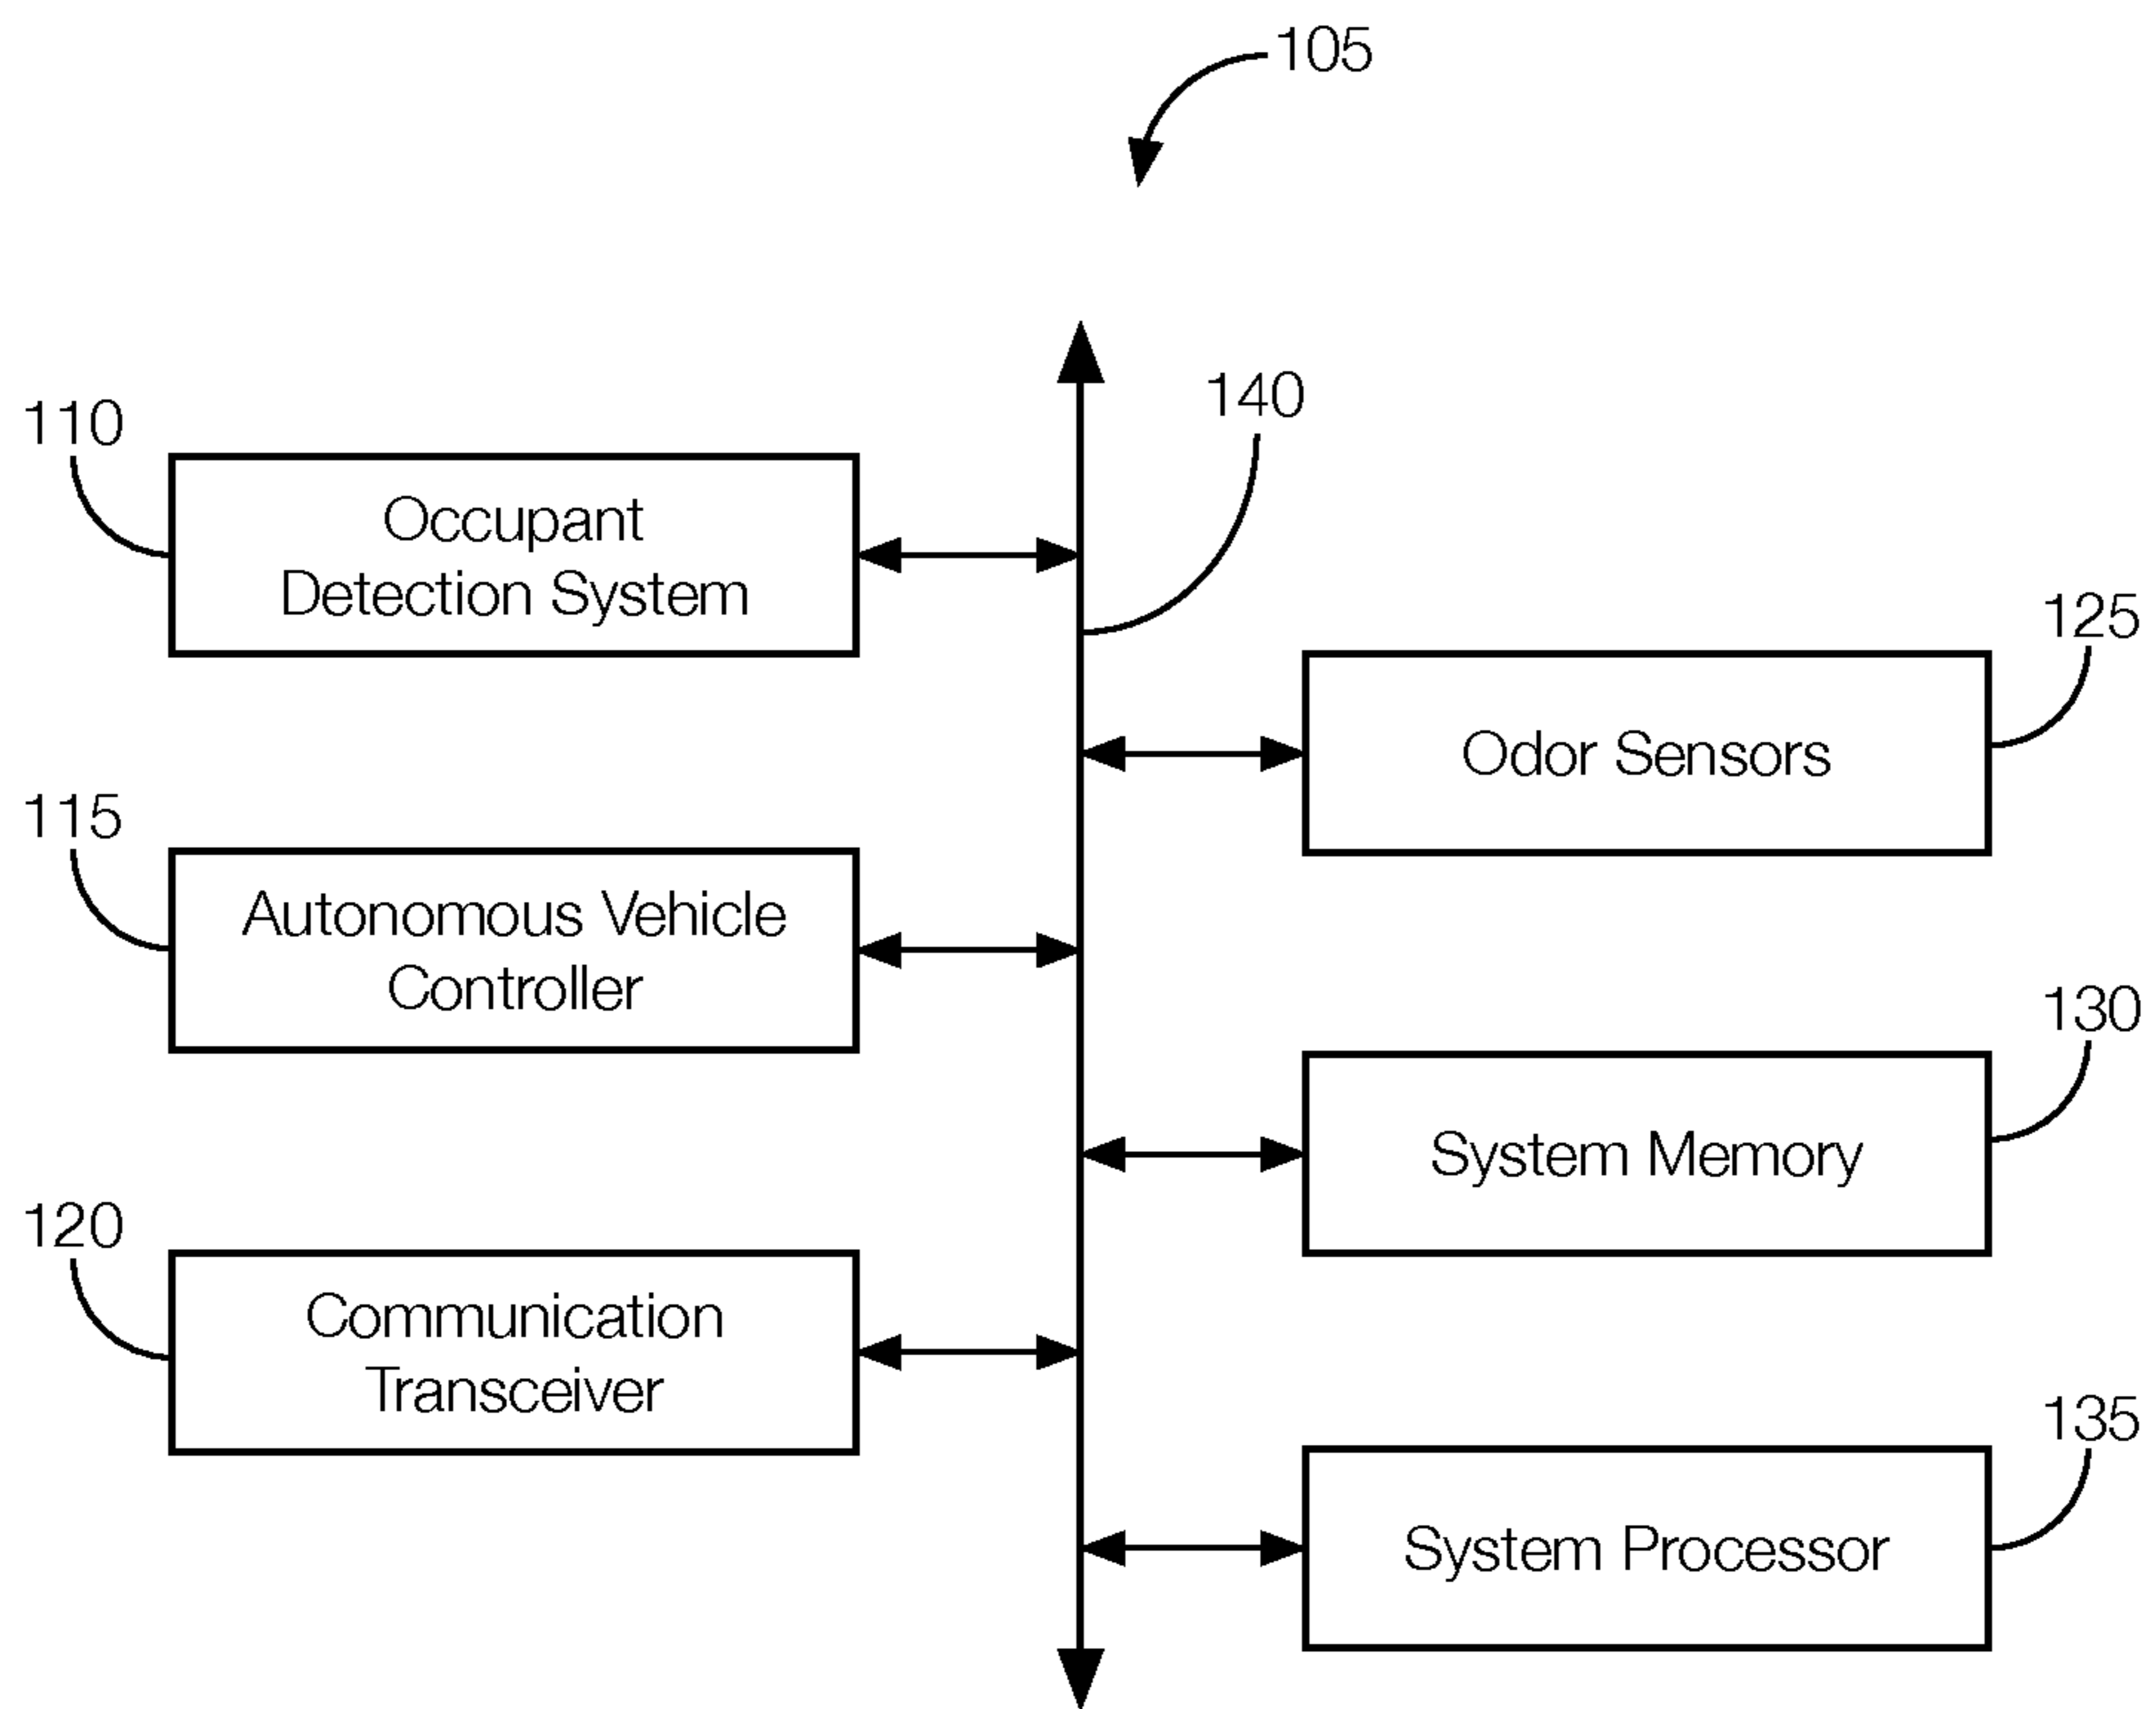 105
140
110
Occupant
Detection System
125
Odor Sensors
115
Autonomous Vehicle
Controller
130
System Memory
120
Communication
Transceiver
135
System Processor